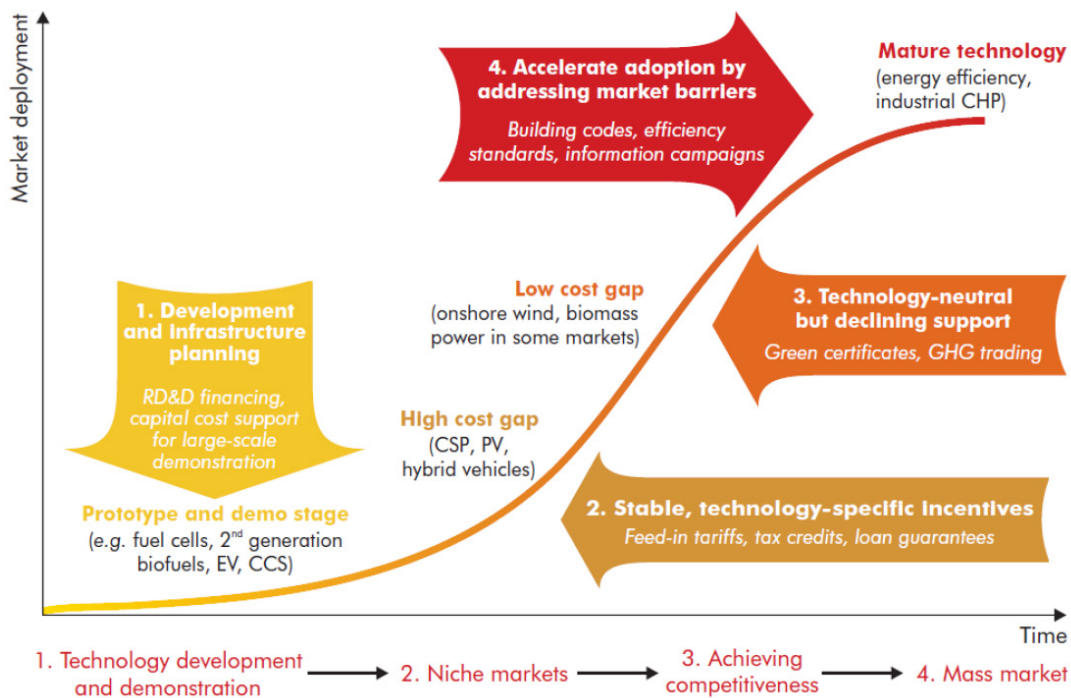 Market deployment
4. Accelerate adoption by
addressing market barriers
Building codes, efficiency
standards, information campaigns
Mature technology
(energy efficiency,
industrial CHP)
1. Development
and infrastructure
planning
RD&D financing,
capital cost support
for large-scale
demonstration
Low cost gap
(onshore wind, biomass
power in some markets)
3. Technology-neutral
but declining support
Green certificates, GHG trading
High cost gap
(CSP, PV,
hybrid vehicles)
Prototype and demo stage
(e.g. fuel cells, 2nd generation
biofuels, EV, CCS)
2. Stable, technology-specific incentives
Feed-in tariffs, tax credits, loan guarantees
Time
1. Technology development
and demonstration
2. Niche markets
3. Achieving
competitiveness
4. Mass market